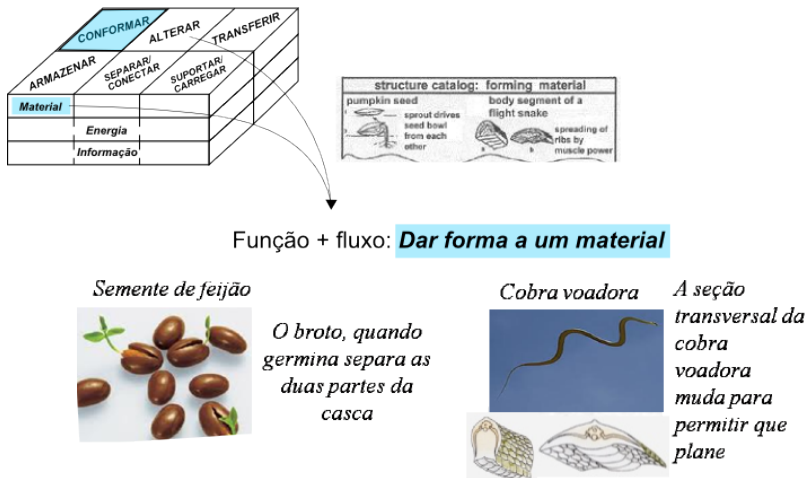 CONFORMAR
ALTERAR
TRANSFERIR
ARMAZENAR
SEPARAR/
CONECTAR
SUPORTAR/
CARREGAR
Material
Energia
Informação
structure catalog: forming material
pumpkin seed
sprout drives
seed bowl
from each
other
body segment of a
flight snake
spreading of
ribs by
muscle power
a
b
Função + fluxo: Dar forma a um material
Semente de feijão
O broto, quando
germina separa as
duas partes da
casca
Cobra voadora
A seção
transversal da
cobra
voadora
muda para
permitir que
plane